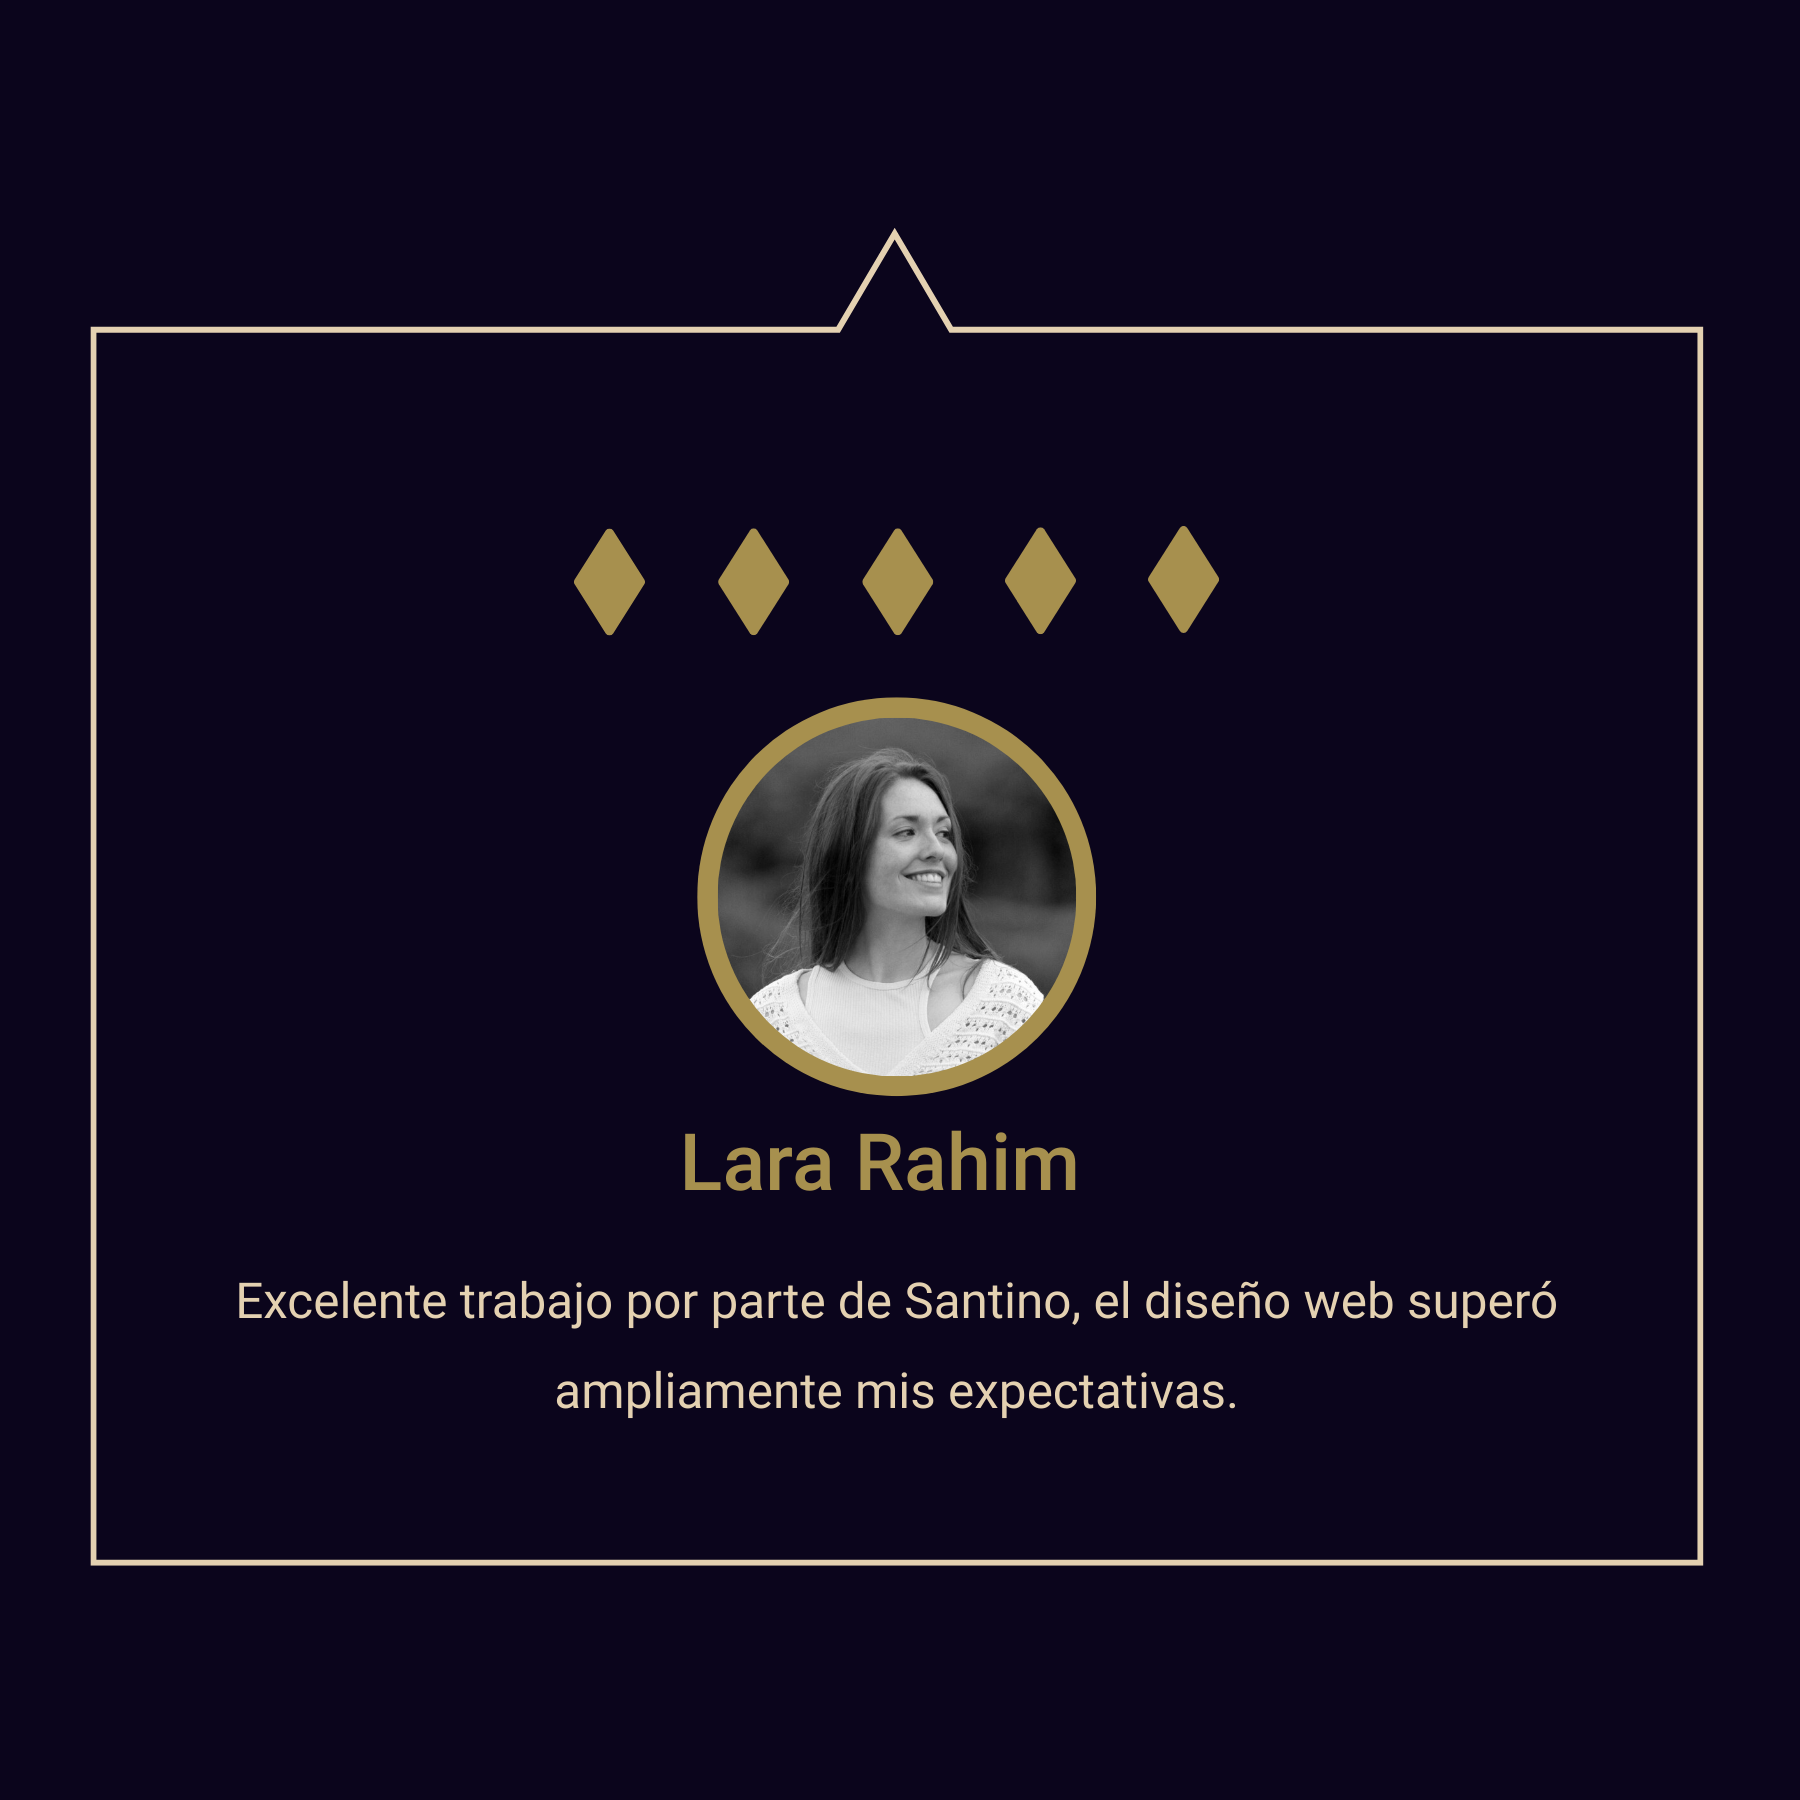 Lara Rahim
Excelente trabajo por parte de Santino, el diseño web superó
ampliamente mis expectativas.